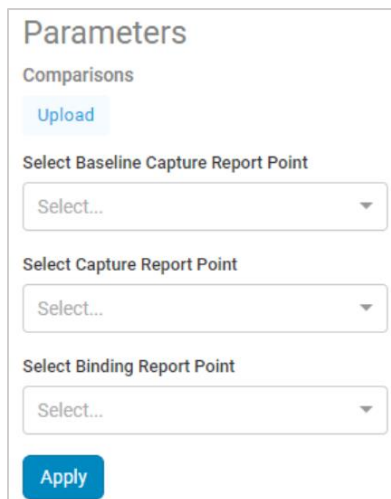 Parameters
Comparisons
Upload
Select Baseline Capture Report Point
Select...
Select Capture Report Point
Select...
Select Binding Report Point
Select...
Apply